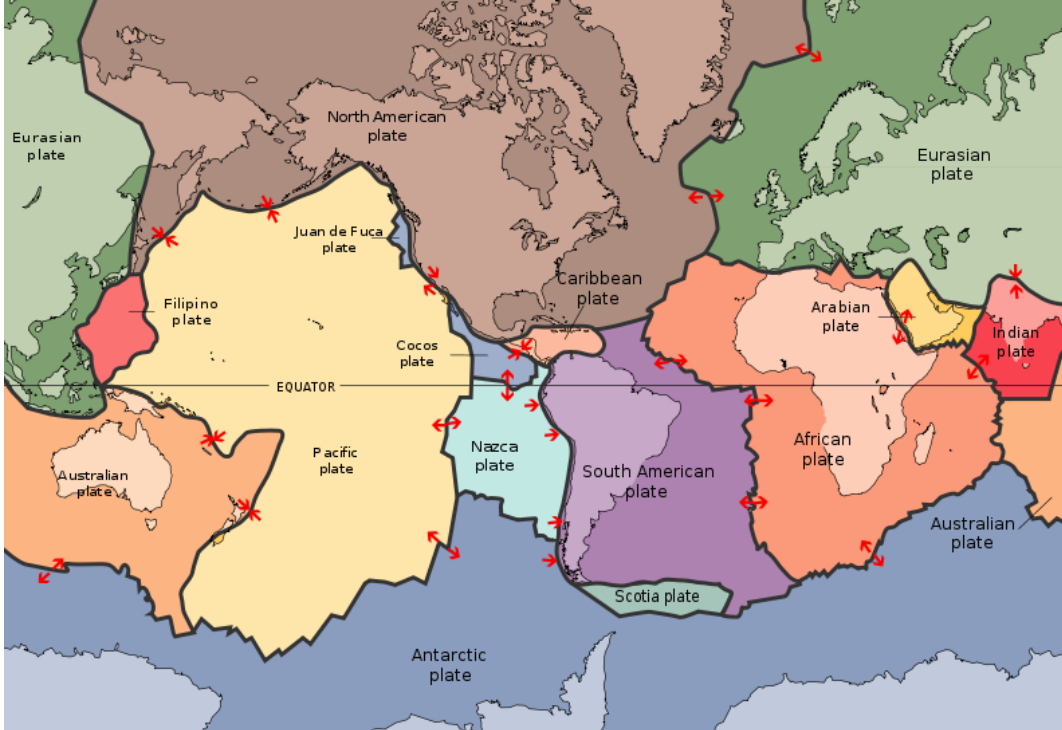 North American
plate
Eurasian
plate
Eurasian
plate
Juan de Fuca
plate
Caribbean
plate
Filipino
plate
Arabian
plate
Indian
plate
Cocos
plate
EQUATOR
Pacific
plate
Nazca
plate
South American
plate
African
plate
Australian
plate
Australian
plate
Scotia plate
Antarctic
plate